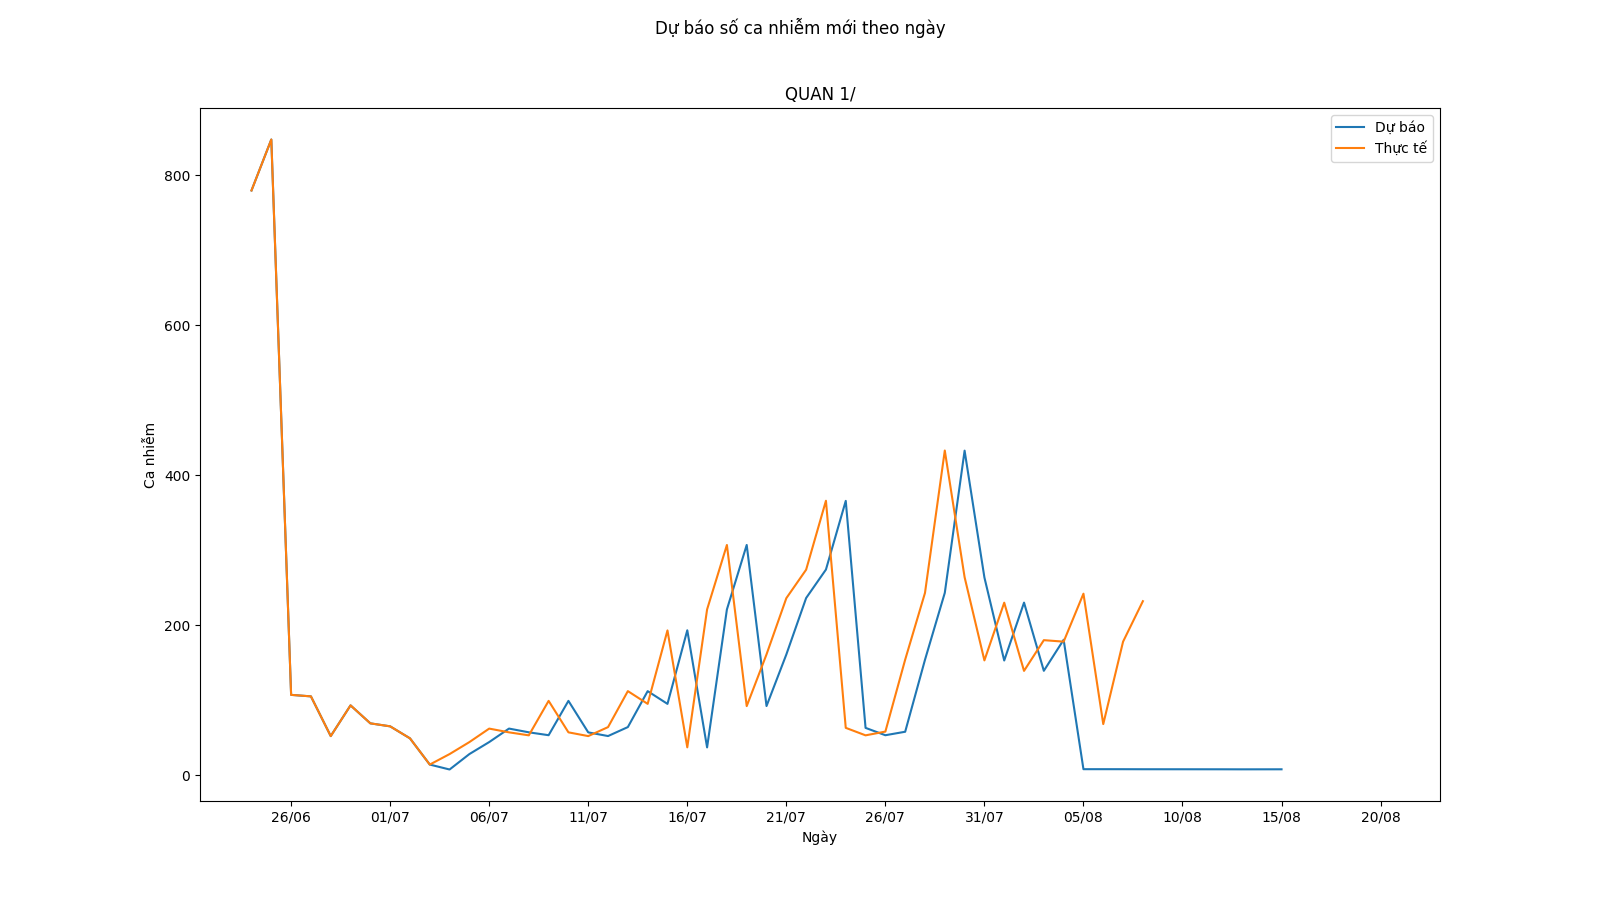 Dự báo số ca nhiễm mới theo ngày
QUAN 1/
Dự báo
Thực tế
800
600
400
200
0
Ca nhiễm
26/06 01/07 06/07 11/07 16/07 21/07 26/07 31/07 05/08 10/08 15/08 20/08
Ngày